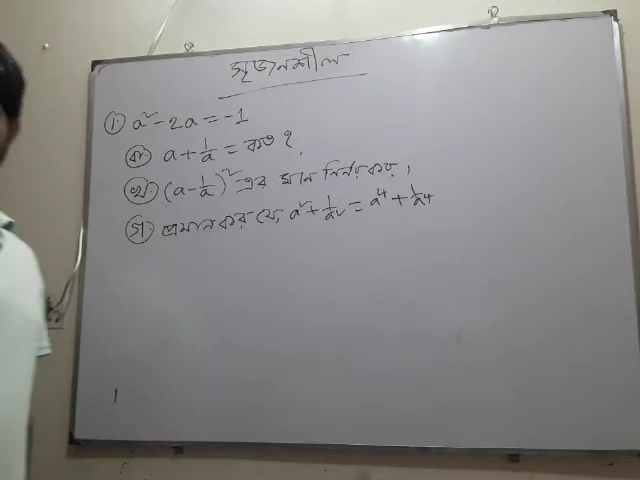 সৃজনশীল
① a² - 2a = -1
ক. a + 1/a = কত ?
খ. (a - 1/a)² এর মান নির্ণয় কর,
গ. প্রমান কর যে, a² + 1/a² = a⁴ + 1/a⁴